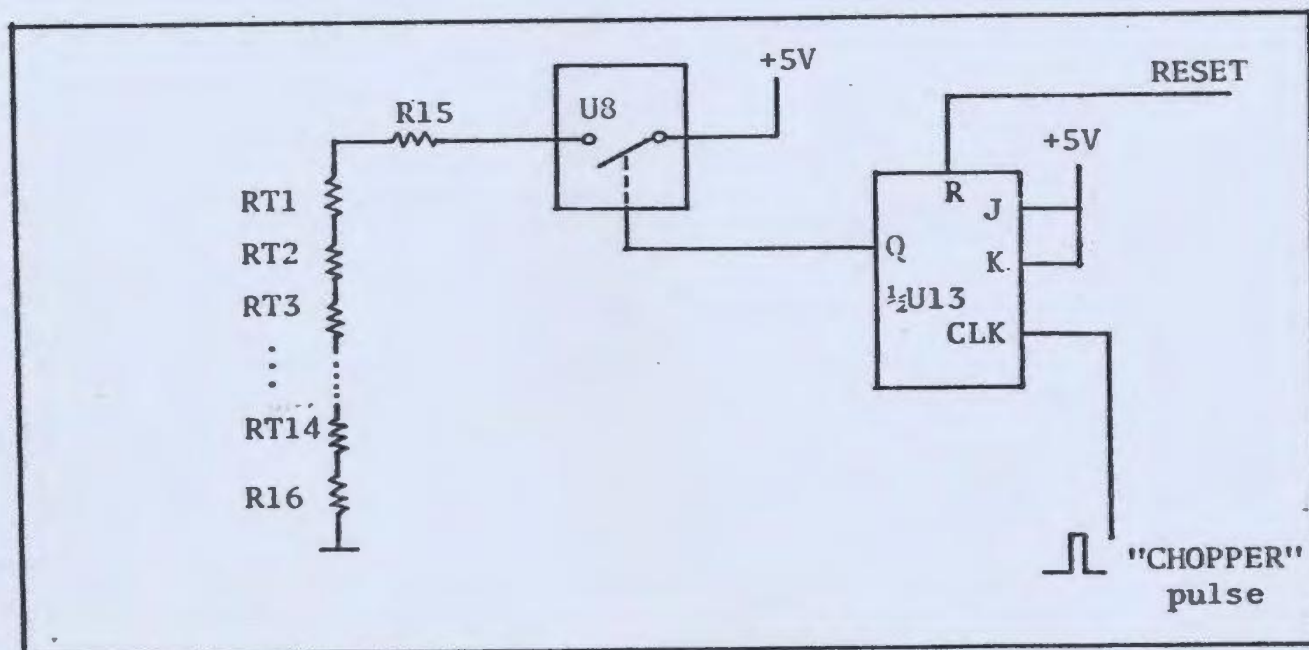 +5V
RESET
U8
R15
+5V
RT1
R
J
RT2
Q
K
RT3
½U13
CLK
RT14
R16
"CHOPPER"
pulse